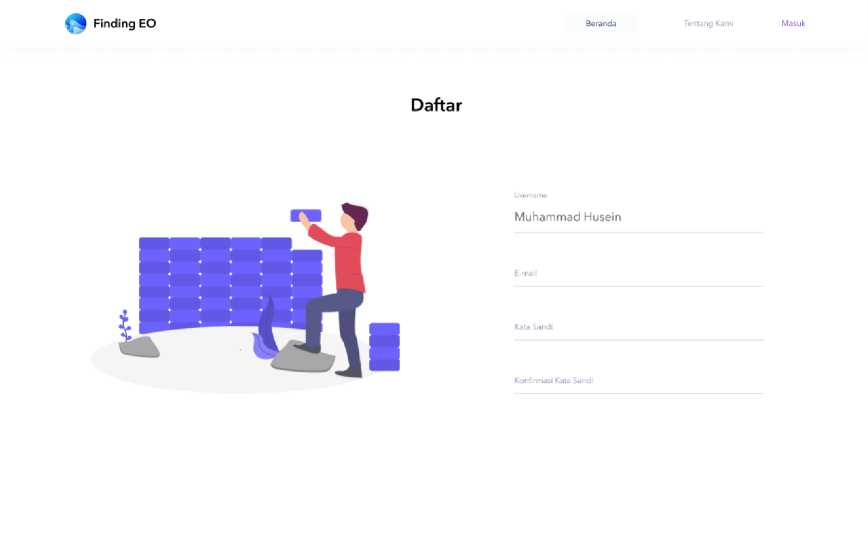 Finding EO
Beranda
Tentang Kami
Masuk
Daftar
Username
Muhammad Husein
E-mail
Kata Sandi
Konfirmasi Kata Sandi